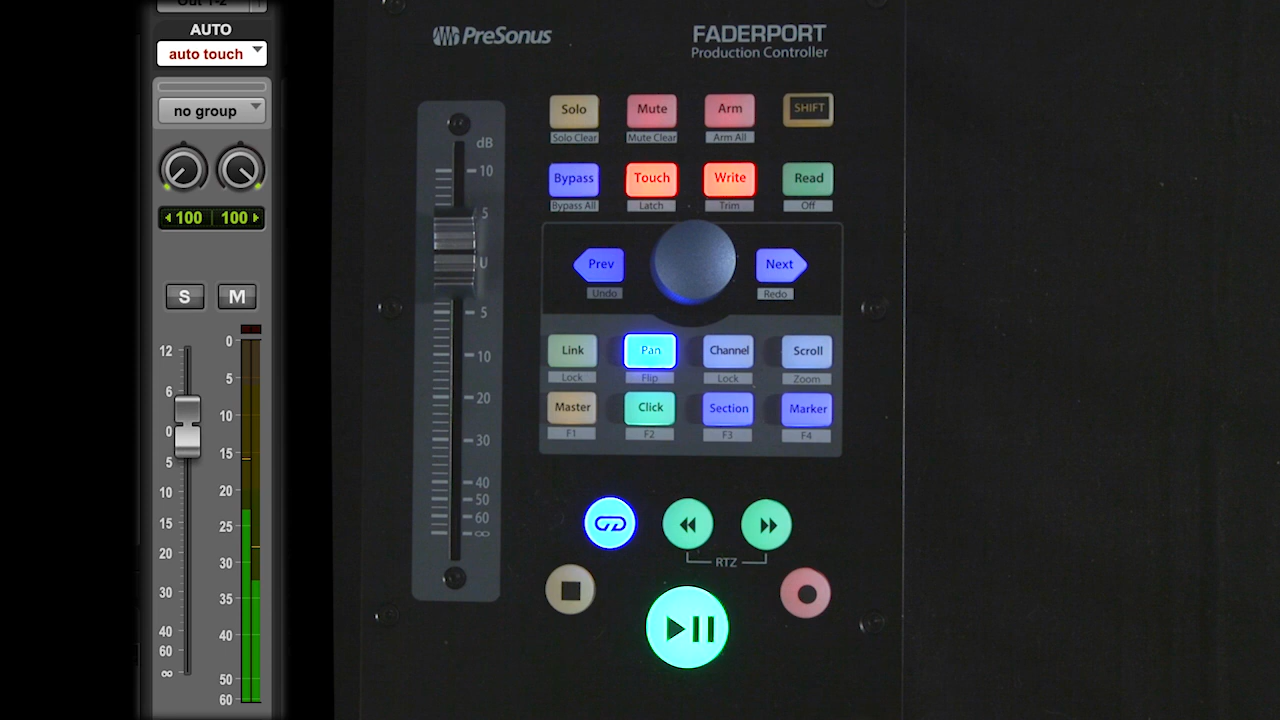 Out 1-2
AUTO
auto touch
no group
100 100
S M
12
6
0
5
10
15
20
30
40
60
∞
0
5
10
15
20
25
30
35
40
50
60
PreSonus
FADERPORT
Production Controller
dB
10
5
U
5
10
20
30
40
50
60
∞
Solo Mute Arm SHIFT
Solo Clear Mute Clear Arm All
Bypass Touch Write Read
Bypass All Latch Trim Off
Prev Next
Undo Redo
Link Pan Channel Scroll
Lock Flip Lock Zoom
Master Click Section Marker
F1 F2 F3 F4
RTZ